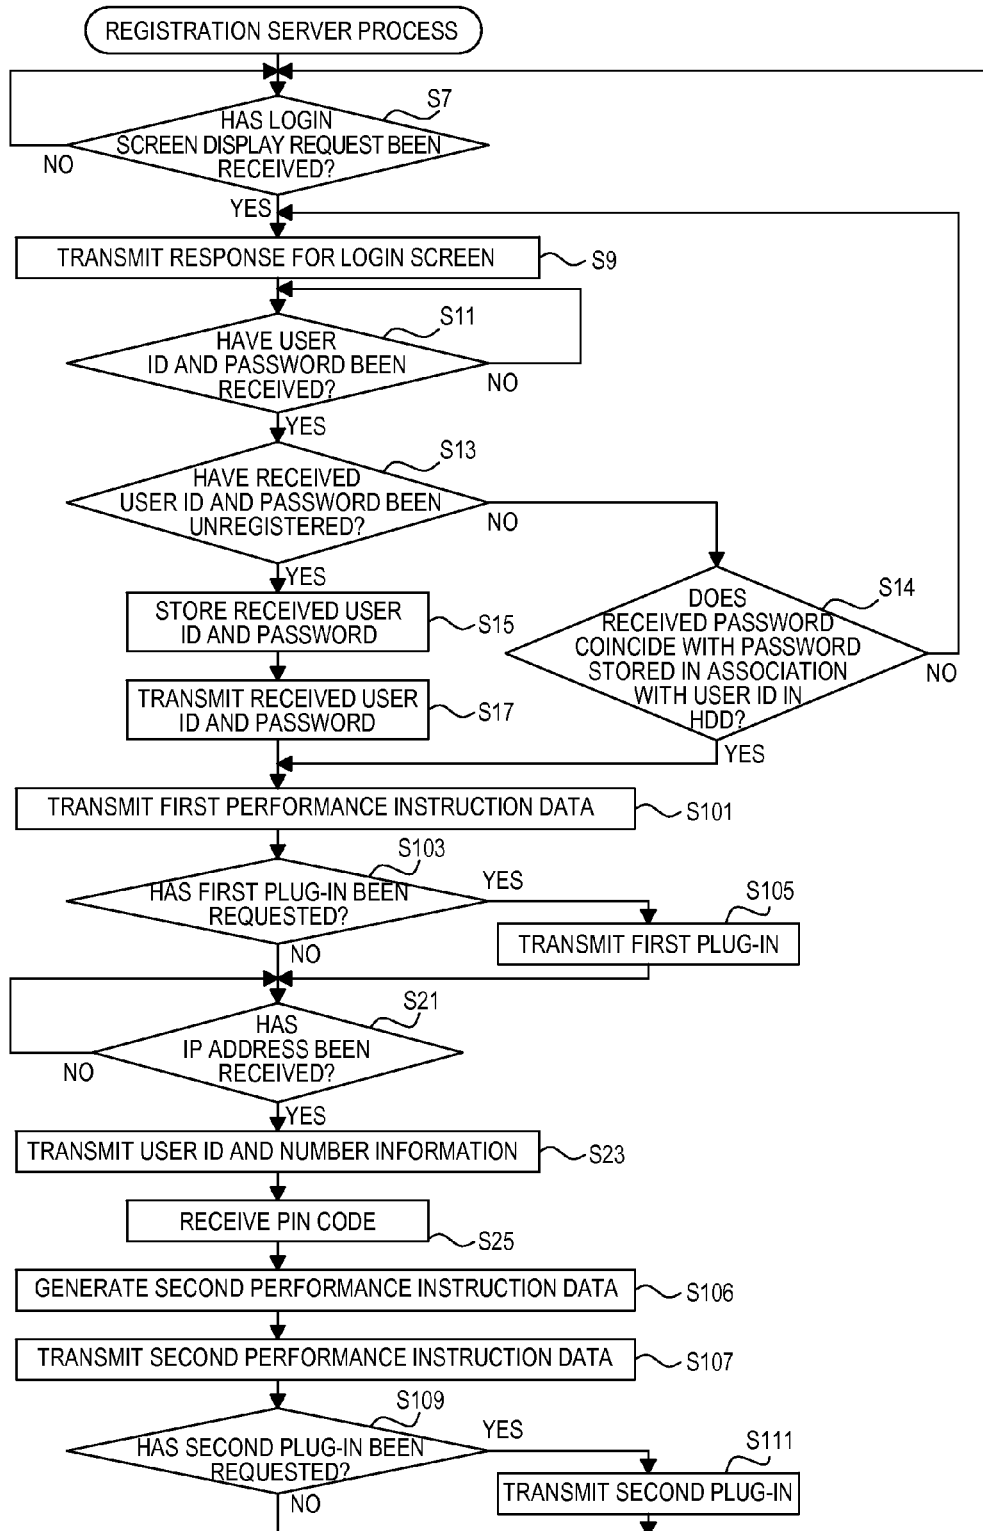 REGISTRATION SERVER PROCESS
S7
HAS LOGIN
SCREEN DISPLAY REQUEST BEEN
RECEIVED?
NO
YES
TRANSMIT RESPONSE FOR LOGIN SCREEN
S9
S11
HAVE USER
ID AND PASSWORD BEEN
RECEIVED?
NO
YES
S13
HAVE RECEIVED
USER ID AND PASSWORD BEEN
UNREGISTERED?
NO
YES
S14
DOES
RECEIVED PASSWORD
COINCIDE WITH PASSWORD
STORED IN ASSOCIATION
WITH USER ID IN
HDD?
NO
YES
STORE RECEIVED USER
ID AND PASSWORD
S15
TRANSMIT RECEIVED USER
ID AND PASSWORD
S17
TRANSMIT FIRST PERFORMANCE INSTRUCTION DATA
S101
S103
HAS FIRST PLUG-IN BEEN
REQUESTED?
YES
NO
S105
TRANSMIT FIRST PLUG-IN
S21
HAS
IP ADDRESS BEEN
RECEIVED?
NO
YES
TRANSMIT USER ID AND NUMBER INFORMATION
S23
RECEIVE PIN CODE
S25
GENERATE SECOND PERFORMANCE INSTRUCTION DATA
S106
TRANSMIT SECOND PERFORMANCE INSTRUCTION DATA
S107
S109
HAS SECOND PLUG-IN BEEN
REQUESTED?
YES
NO
S111
TRANSMIT SECOND PLUG-IN